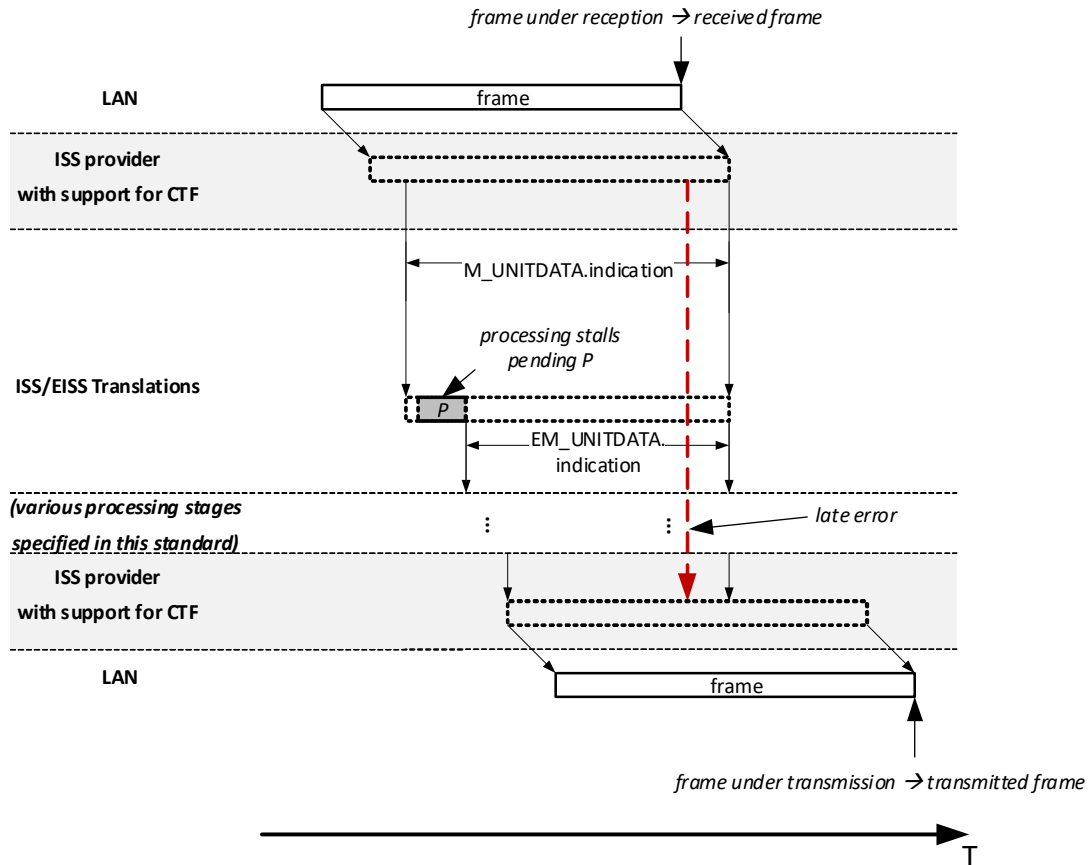 frame under reception → received frame
LAN
frame
ISS provider
with support for CTF
M_UNITDATA.indication
processing stalls
pending P
ISS/EISS Translations
P
EM_UNITDATA.
indication
(various processing stages
specified in this standard)
...
...
late error
ISS provider
with support for CTF
LAN
frame
frame under transmission → transmitted frame
T